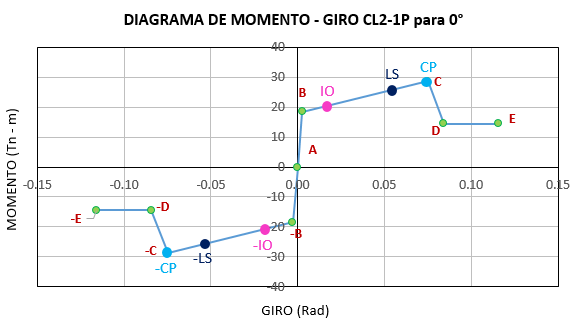 DIAGRAMA DE MOMENTO - GIRO CL2-1P para 0°
MOMENTO (Tn - m)
40
30
20
10
0
-10
-20
-30
-40
-0.15 -0.10 -0.05 0.00 0.05 0.10 0.15
A
B
IO
LS
CP
C
D
E
-B
-IO
-LS
-CP
-C
-D
-E
GIRO (Rad)